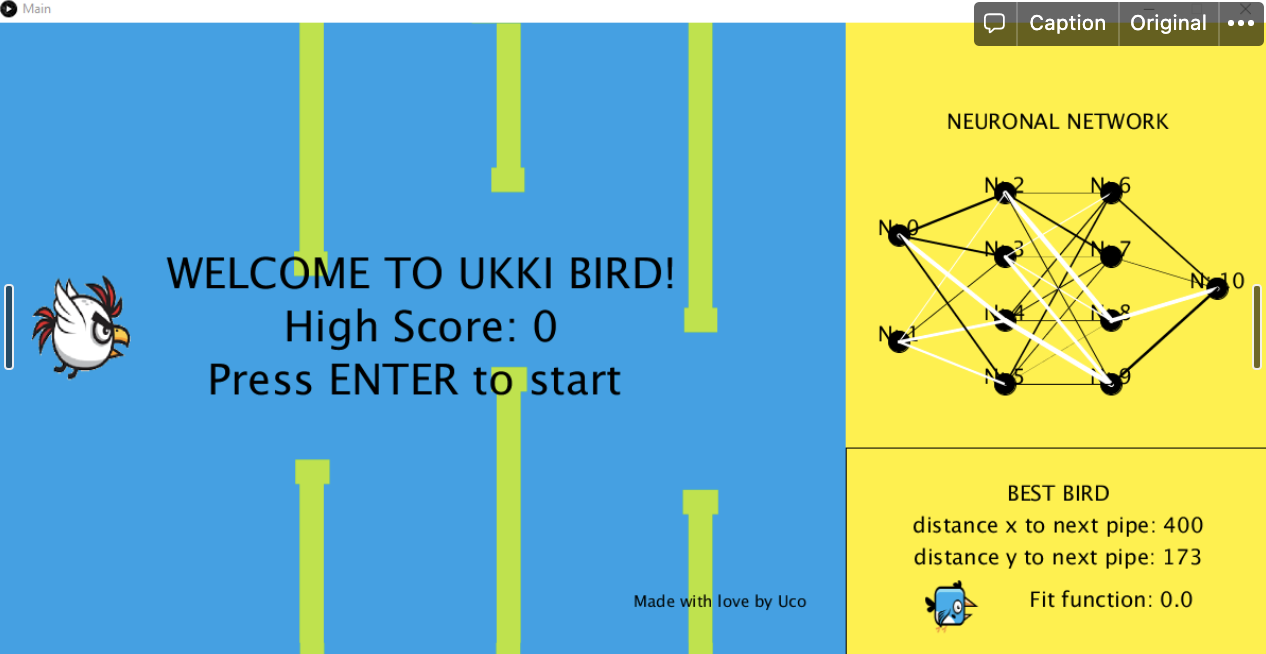 Main
Caption
Original
WELCOME TO UKKI BIRD!
High Score: 0
Press ENTER to start
Made with love by Uco
NEURONAL NETWORK
N: 0
N: 1
N: 2
N: 3
N: 4
N: 5
N: 6
N: 7
N: 8
N: 9
N: 10
BEST BIRD
distance x to next pipe: 400
distance y to next pipe: 173
Fit function: 0.0